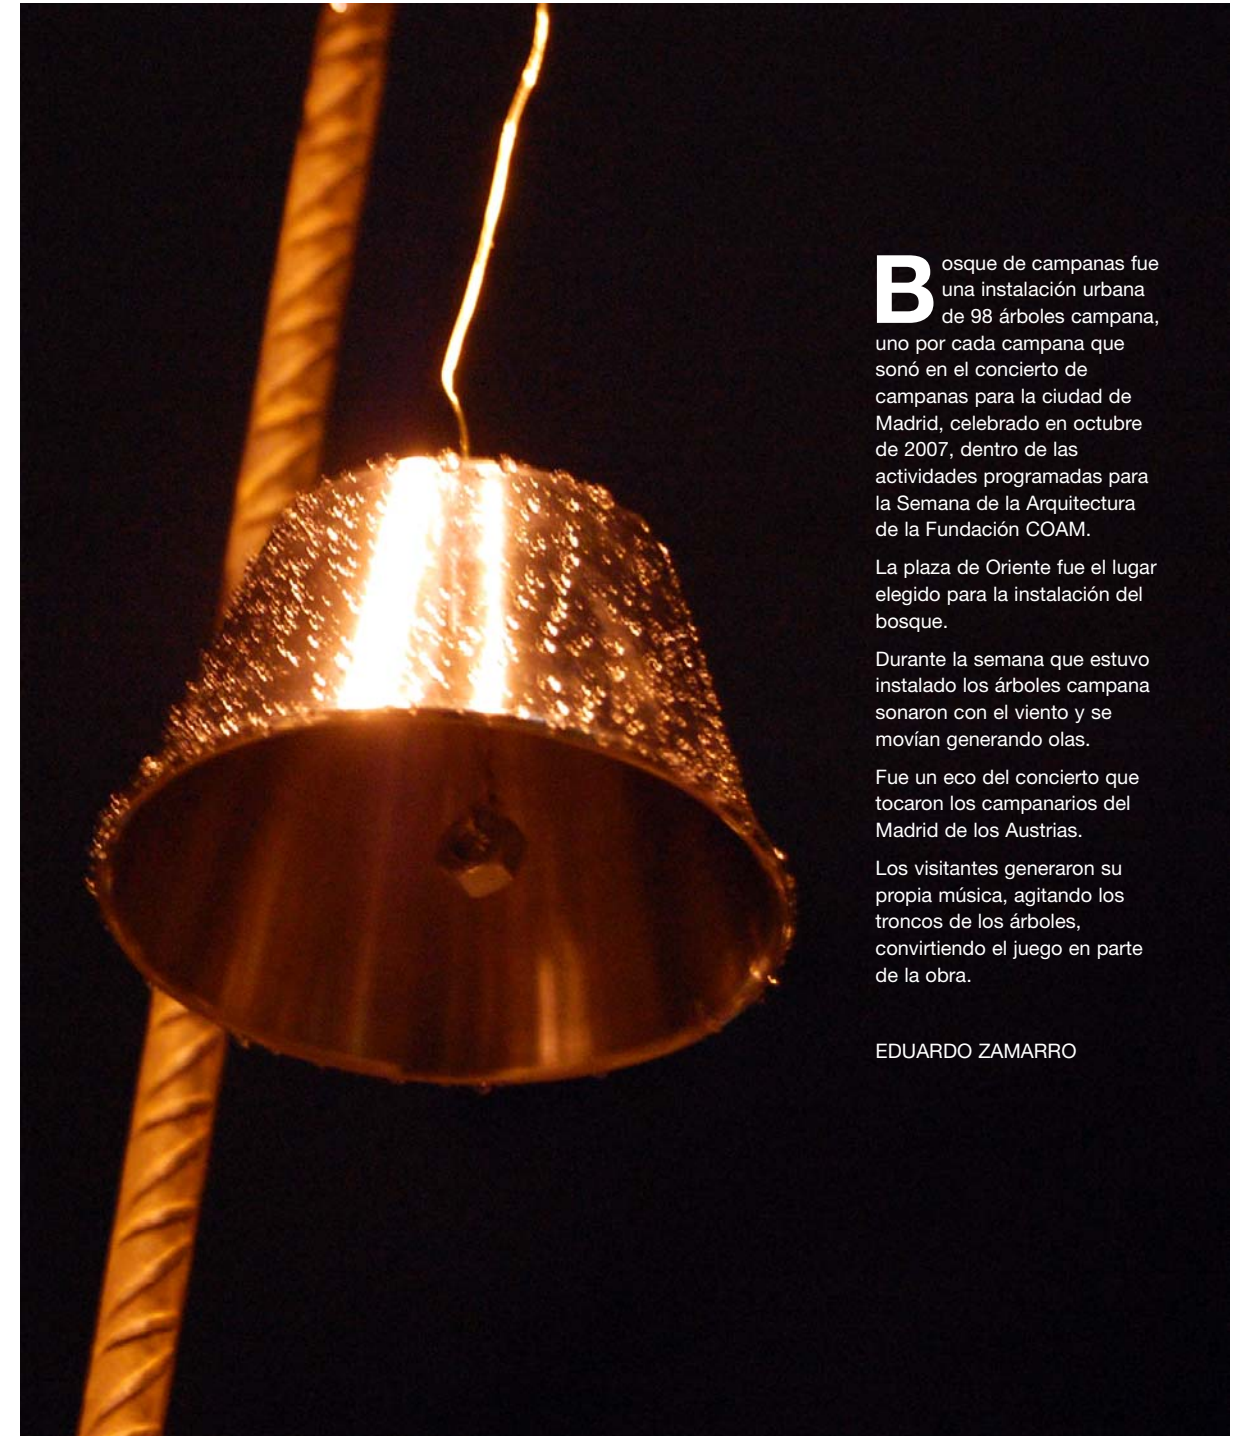 Bosque de campanas fue
una instalación urbana
de 98 árboles campana,
uno por cada campana que
sonó en el concierto de
campanas para la ciudad de
Madrid, celebrado en octubre
de 2007, dentro de las
actividades programadas para
la Semana de la Arquitectura
de la Fundación COAM.
La plaza de Oriente fue el lugar
elegido para la instalación del
bosque.
Durante la semana que estuvo
instalado los árboles campana
sonaron con el viento y se
movían generando olas.
Fue un eco del concierto que
tocaron los campanarios del
Madrid de los Austrias.
Los visitantes generaron su
propia música, agitando los
troncos de los árboles,
convirtiendo el juego en parte
de la obra.
EDUARDO ZAMARRO